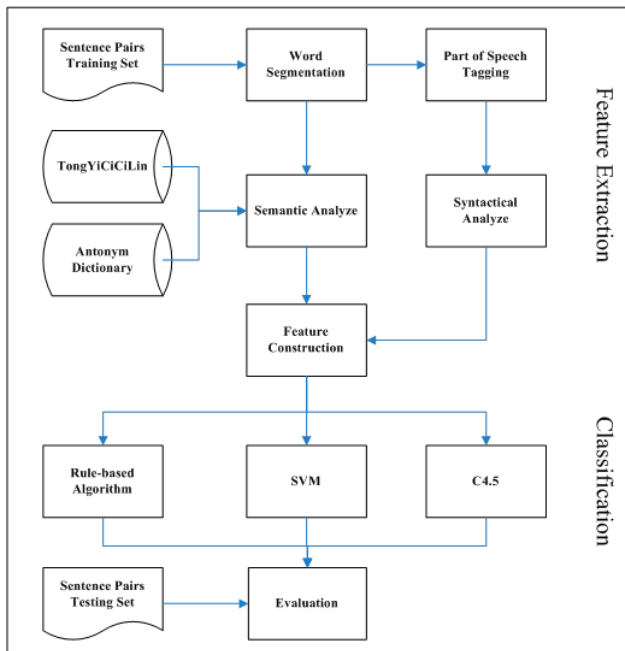 Sentence Pairs
Training Set
Word
Segmentation
Part of Speech
Tagging
Feature Extraction
TongYiCiCiLin
Semantic Analyze
Syntactical
Analyze
Antonym
Dictionary
Feature
Construction
Classification
Rule-based
Algorithm
SVM
C4.5
Sentence Pairs
Testing Set
Evaluation